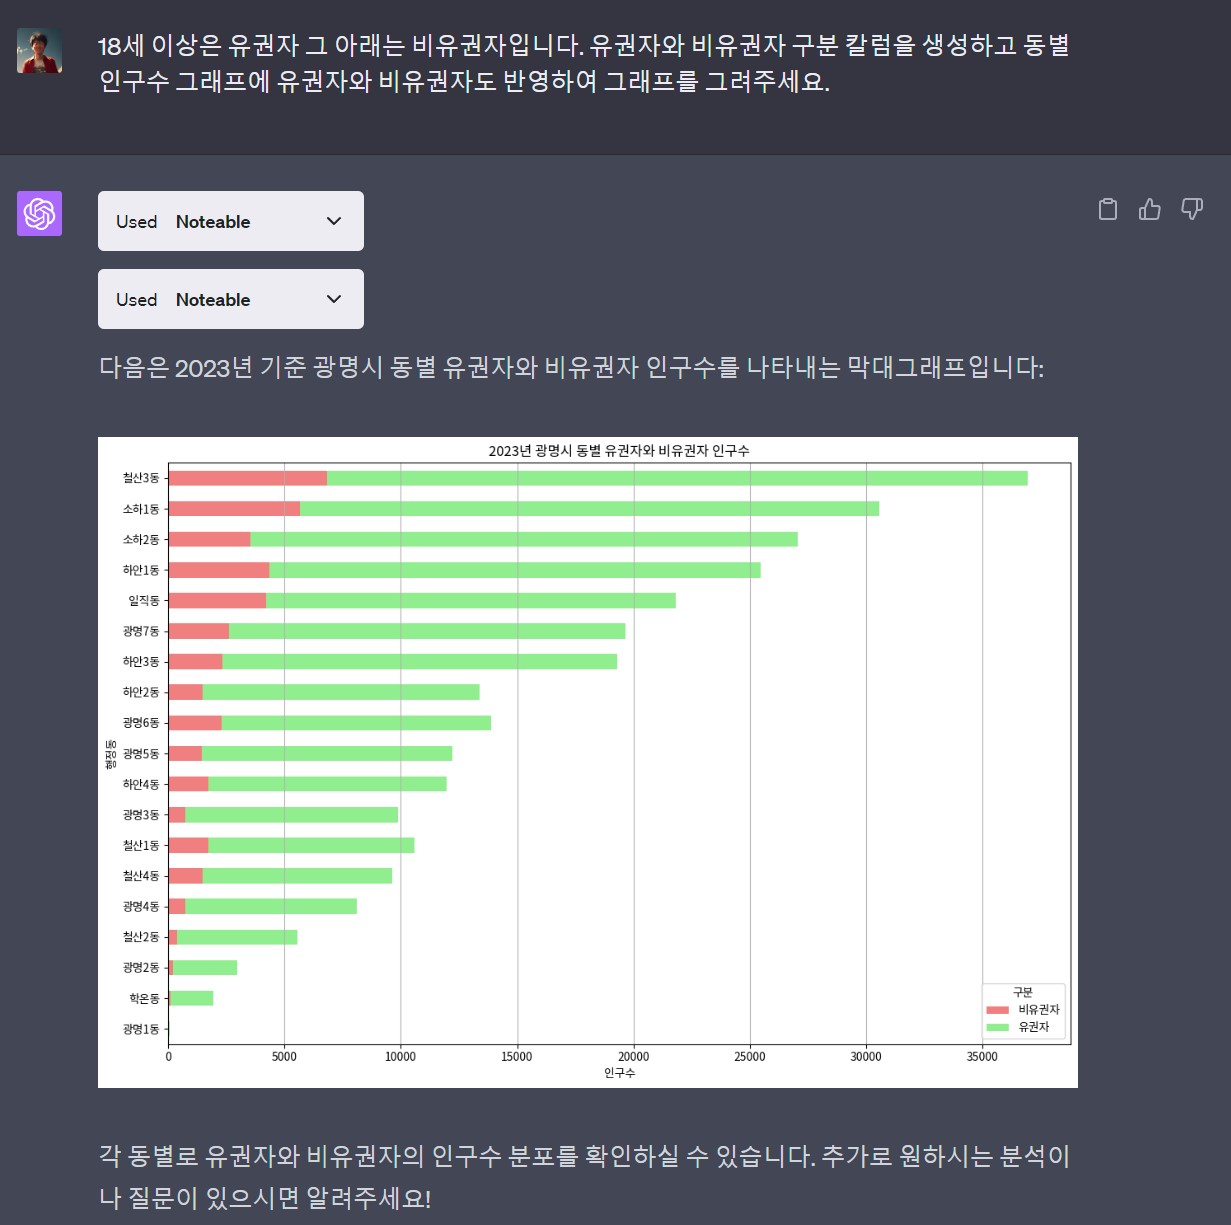 18세 이상은 유권자 그 아래는 비유권자입니다. 유권자와 비유권자 구분 칼럼을 생성하고 동별
인구수 그래프에 유권자와 비유권자도 반영하여 그래프를 그려주세요.
Used Noteable
Used Noteable
다음은 2023년 기준 광명시 동별 유권자와 비유권자 인구수를 나타내는 막대그래프입니다:
2023년 광명시 동별 유권자와 비유권자 인구수
철산3동
소하1동
소하2동
하안1동
일직동
광명7동
하안3동
하안2동
광명6동
행정동
광명5동
하안4동
광명3동
철산1동
철산4동
광명4동
철산2동
광명2동
학온동
광명1동
구분
비유권자
유권자
0 5000 10000 15000 20000 25000 30000 35000
인구수
각 동별로 유권자와 비유권자의 인구수 분포를 확인하실 수 있습니다. 추가로 원하시는 분석이
나 질문이 있으시면 알려주세요!